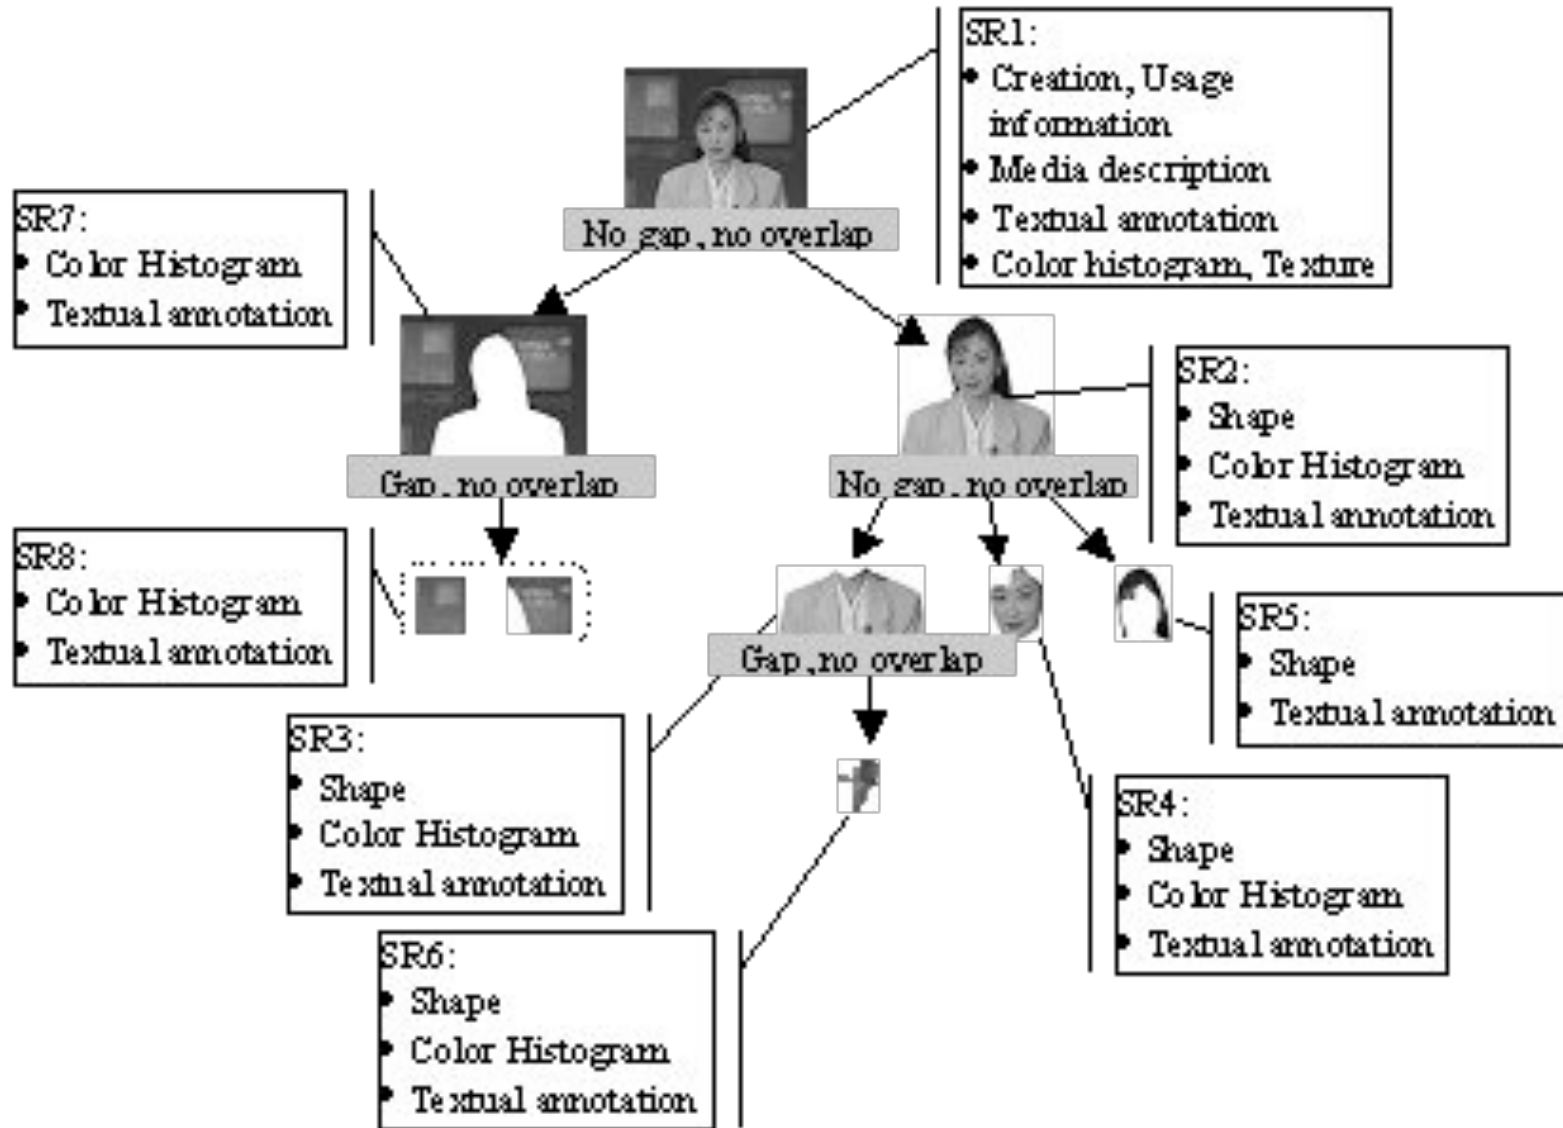 SR1:
• Creation, Usage
information
• Media description
• Textual annotation
• Color histogram, Texture
No gap, no overlap
SR7:
• Color Histogram
• Textual annotation
SR2:
• Shape
• Color Histogram
• Textual annotation
Gap, no overlap
No gap, no overlap
SR8:
• Color Histogram
• Textual annotation
SR5:
• Shape
• Textual annotation
Gap, no overlap
SR3:
• Shape
• Color Histogram
• Textual annotation
SR4:
• Shape
• Color Histogram
• Textual annotation
SR6:
• Shape
• Color Histogram
• Textual annotation